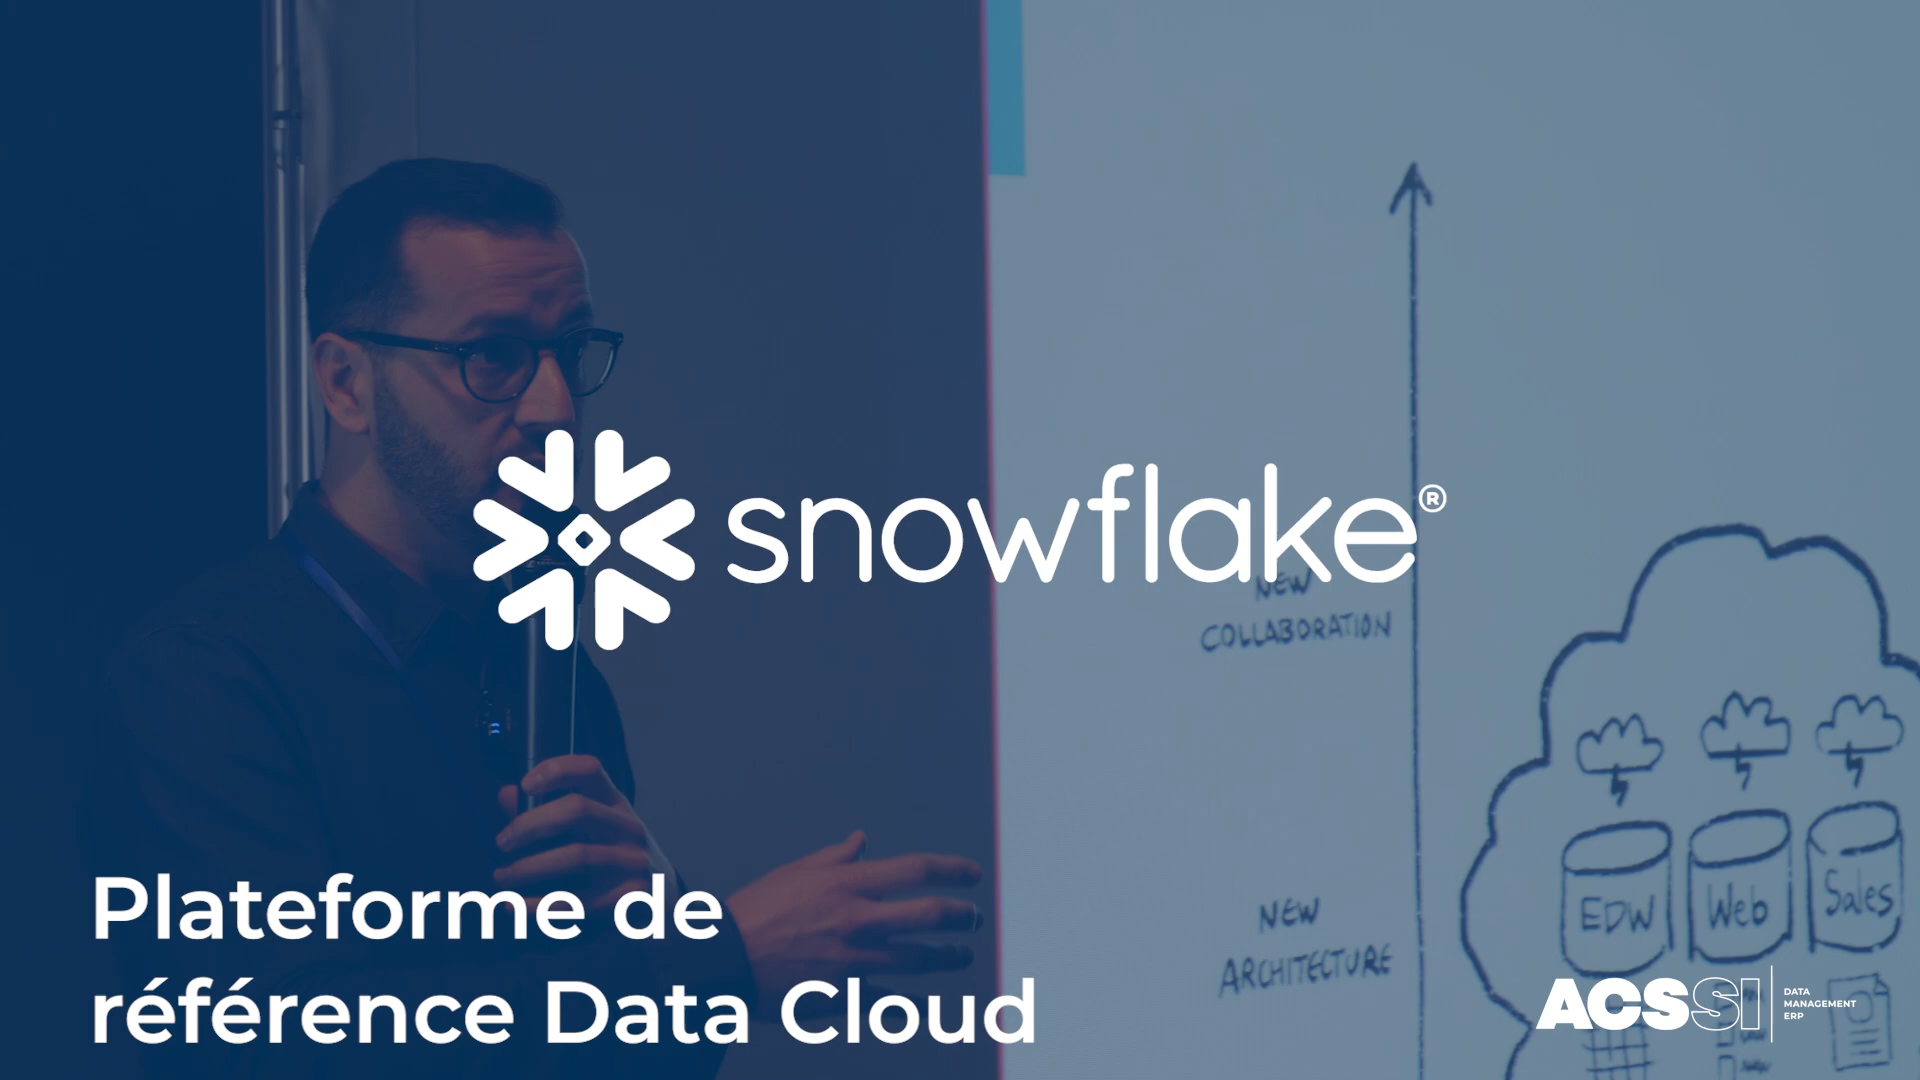 snowflake®
NEW
COLLABORATION
NEW
ARCHITECTURE
EDW
Web
Sales
Plateforme de
référence Data Cloud
ACSSI
DATA
MANAGEMENT
ERP